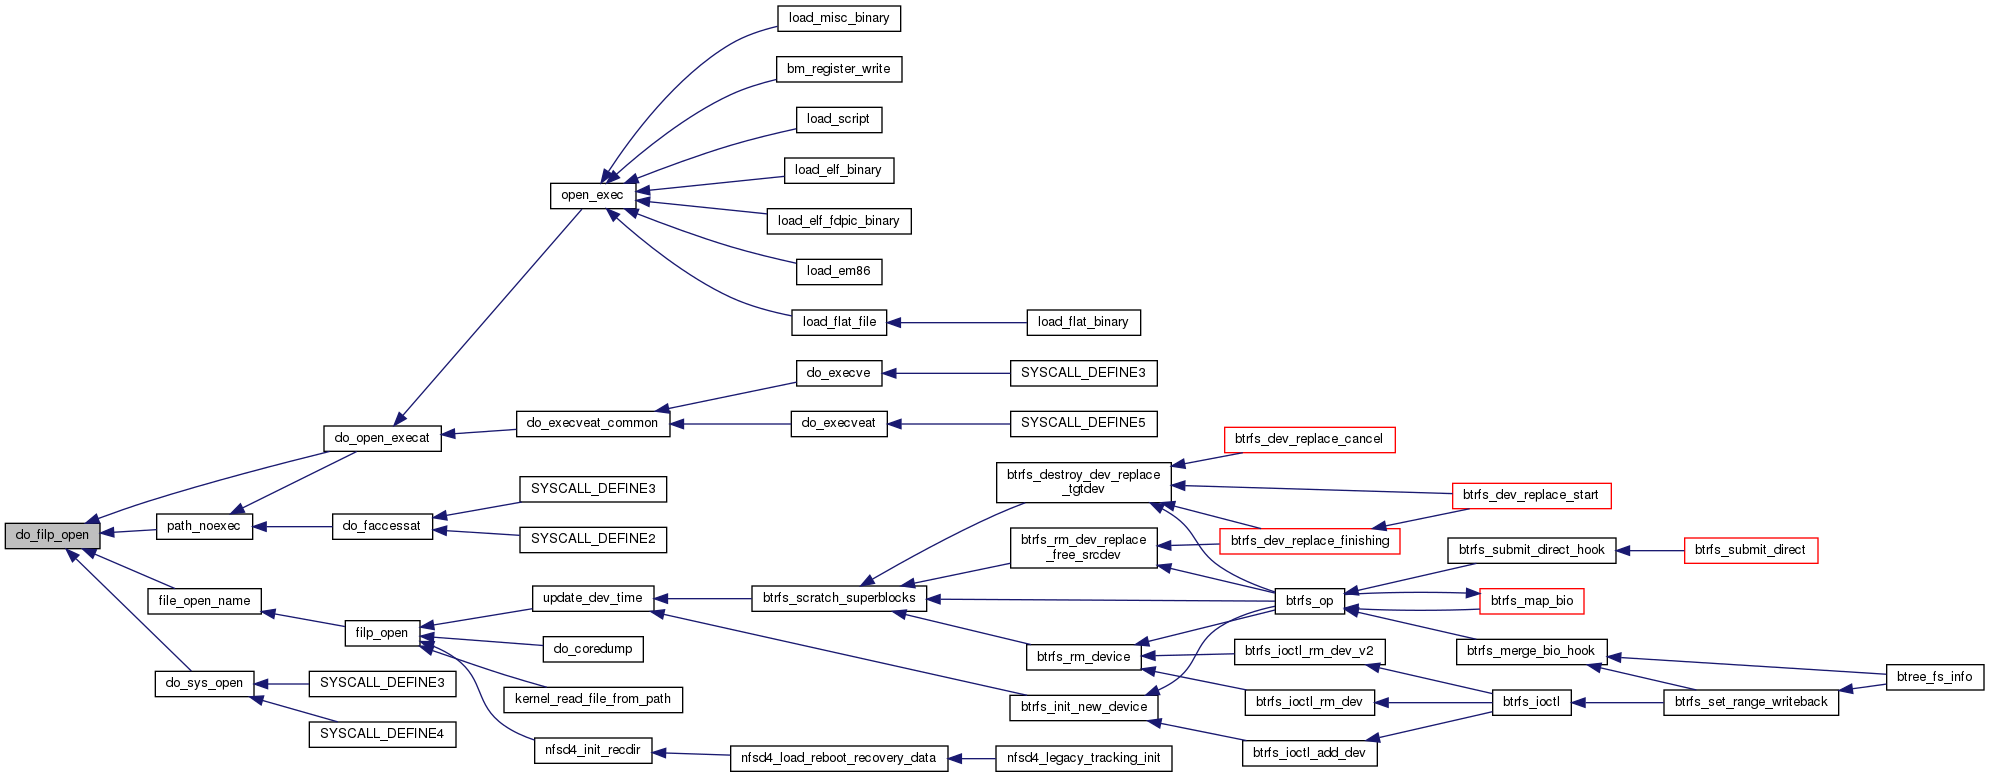 load_misc_binary
bm_register_write
load_script
load_elf_binary
open_exec
load_elf_fdpic_binary
load_em86
load_flat_file
load_flat_binary
do_execve
SYSCALL_DEFINE3
do_execveat_common
do_execveat
SYSCALL_DEFINE5
do_open_execat
btrfs_dev_replace_cancel
btrfs_destroy_dev_replace
_tgtdev
SYSCALL_DEFINE3
btrfs_dev_replace_start
path_noexec
do_faccessat
do_filp_open
SYSCALL_DEFINE2
btrfs_rm_dev_replace
_free_srcdev
btrfs_dev_replace_finishing
btrfs_submit_direct_hook
btrfs_submit_direct
file_open_name
update_dev_time
btrfs_scratch_superblocks
btrfs_op
btrfs_map_bio
filp_open
do_coredump
btrfs_rm_device
btrfs_ioctl_rm_dev_v2
btrfs_merge_bio_hook
btree_fs_info
do_sys_open
SYSCALL_DEFINE3
kernel_read_file_from_path
btrfs_init_new_device
btrfs_ioctl_rm_dev
btrfs_ioctl
btrfs_set_range_writeback
SYSCALL_DEFINE4
nfsd4_init_recdir
nfsd4_load_reboot_recovery_data
nfsd4_legacy_tracking_init
btrfs_ioctl_add_dev